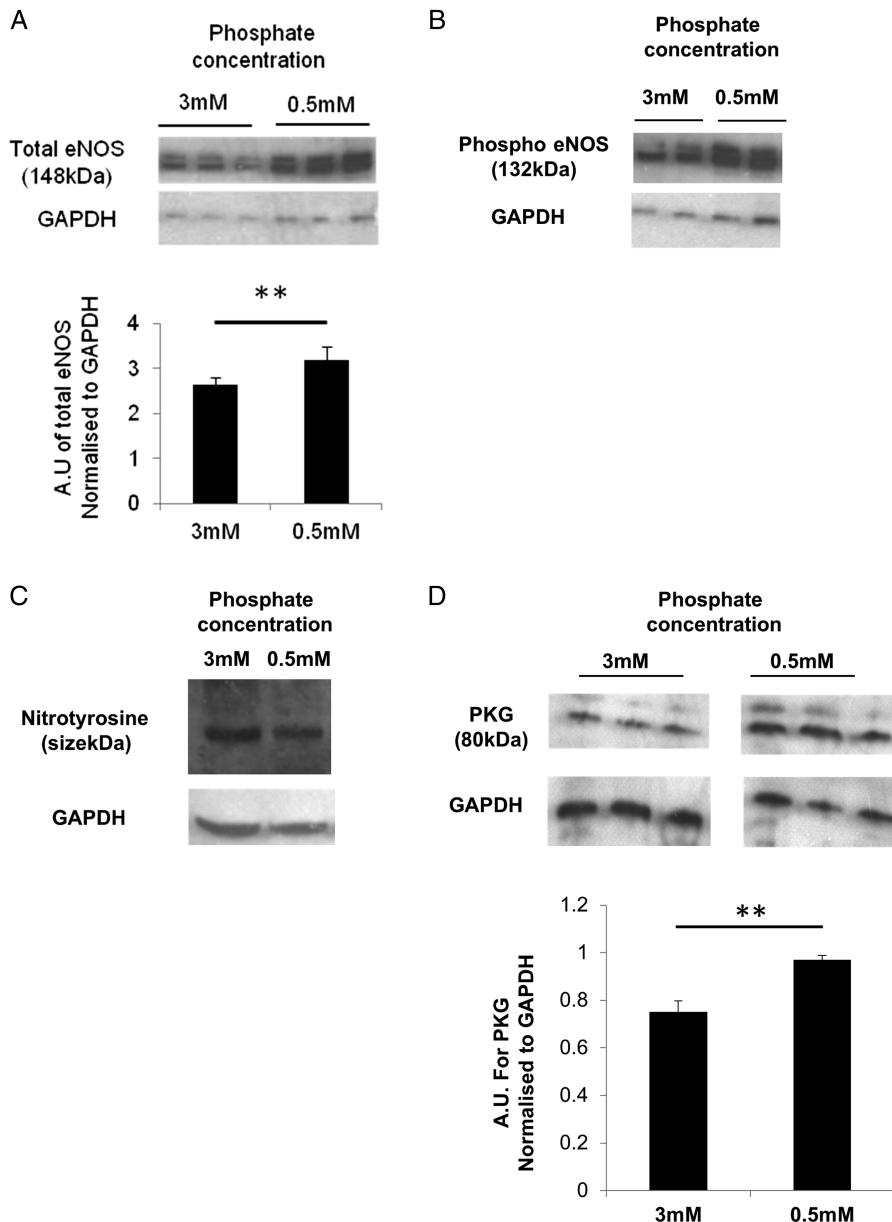 A
Phosphate
concentration
3mM 0.5mM
Total eNOS
(148kDa)
GAPDH
**
A.U of total eNOS
Normalised to GAPDH
4
3
2
1
0
3mM 0.5mM
B
Phosphate
concentration
3mM 0.5mM
Phospho eNOS
(132kDa)
GAPDH
C
Phosphate
concentration
3mM 0.5mM
Nitrotyrosine
(sizekDa)
GAPDH
D
Phosphate
concentration
3mM 0.5mM
PKG
(80kDa)
GAPDH
**
A.U. For PKG
Normalised to GAPDH
1.2
1
0.8
0.6
0.4
0.2
0
3mM 0.5mM